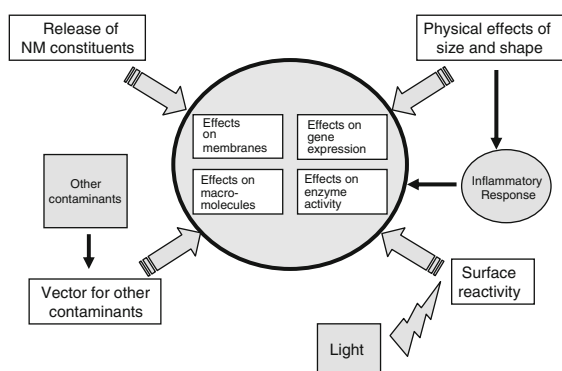 Release of
NM constituents
Physical effects of
size and shape
Effects
on
membranes
Effects on
gene
expression
Effects on
macro-
molecules
Effects on
enzyme
activity
Other
contaminants
Inflammatory
Response
Vector for other
contaminants
Surface
reactivity
Light